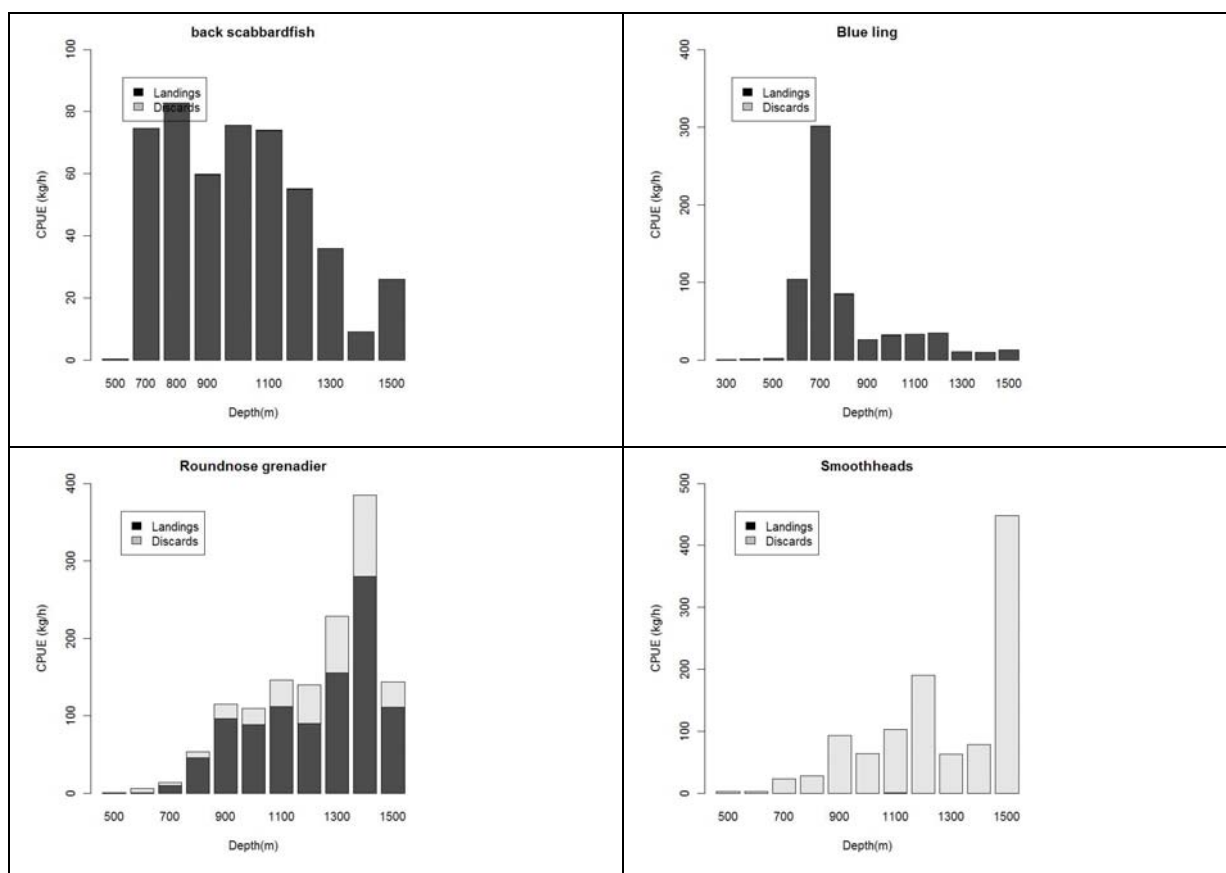 back scabbardfish
100
80
60
40
20
0
CPUE (kg/h)
Landings
Discards
500 700 800 900 1100 1300 1500
Depth(m)
Blue ling
400
300
200
100
0
CPUE (kg/h)
Landings
Discards
300 500 700 900 1100 1300 1500
Depth(m)
Roundnose grenadier
400
300
200
100
0
CPUE (kg/h)
Landings
Discards
500 700 900 1100 1300 1500
Depth(m)
Smoothheads
500
400
300
200
100
0
CPUE (kg/h)
Landings
Discards
500 700 900 1100 1300 1500
Depth(m)